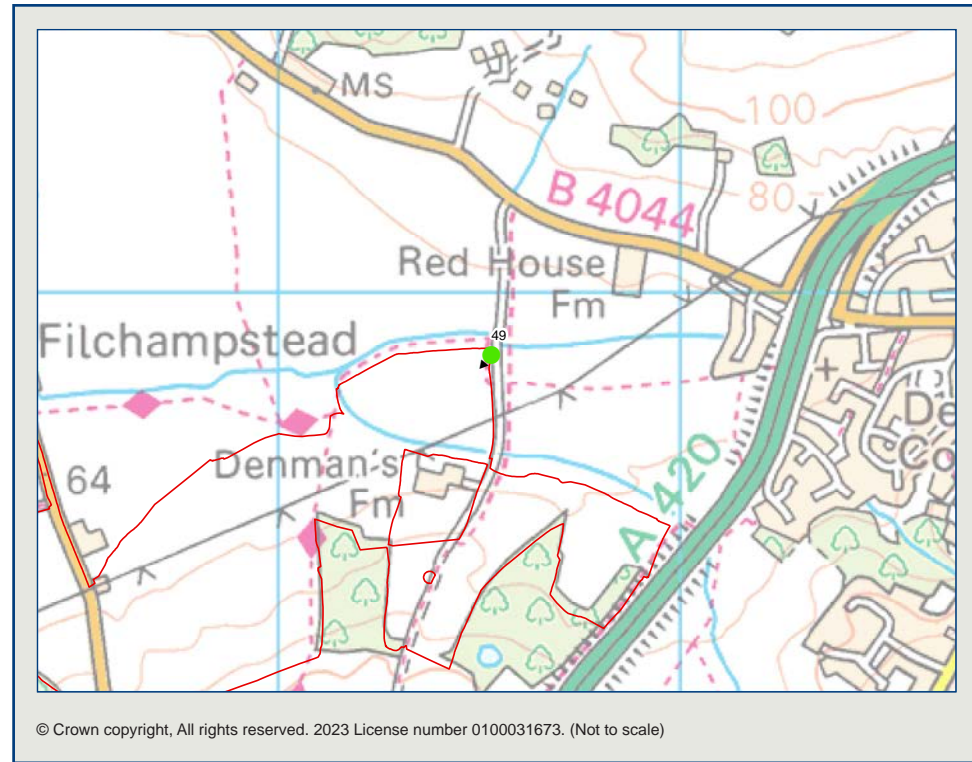 MS
100
80
B 4044
Red House
Fm
49
Filchampstead
64
Denman's
Fm
A 420
De
Co
© Crown copyright, All rights reserved. 2023 License number 0100031673. (Not to scale)